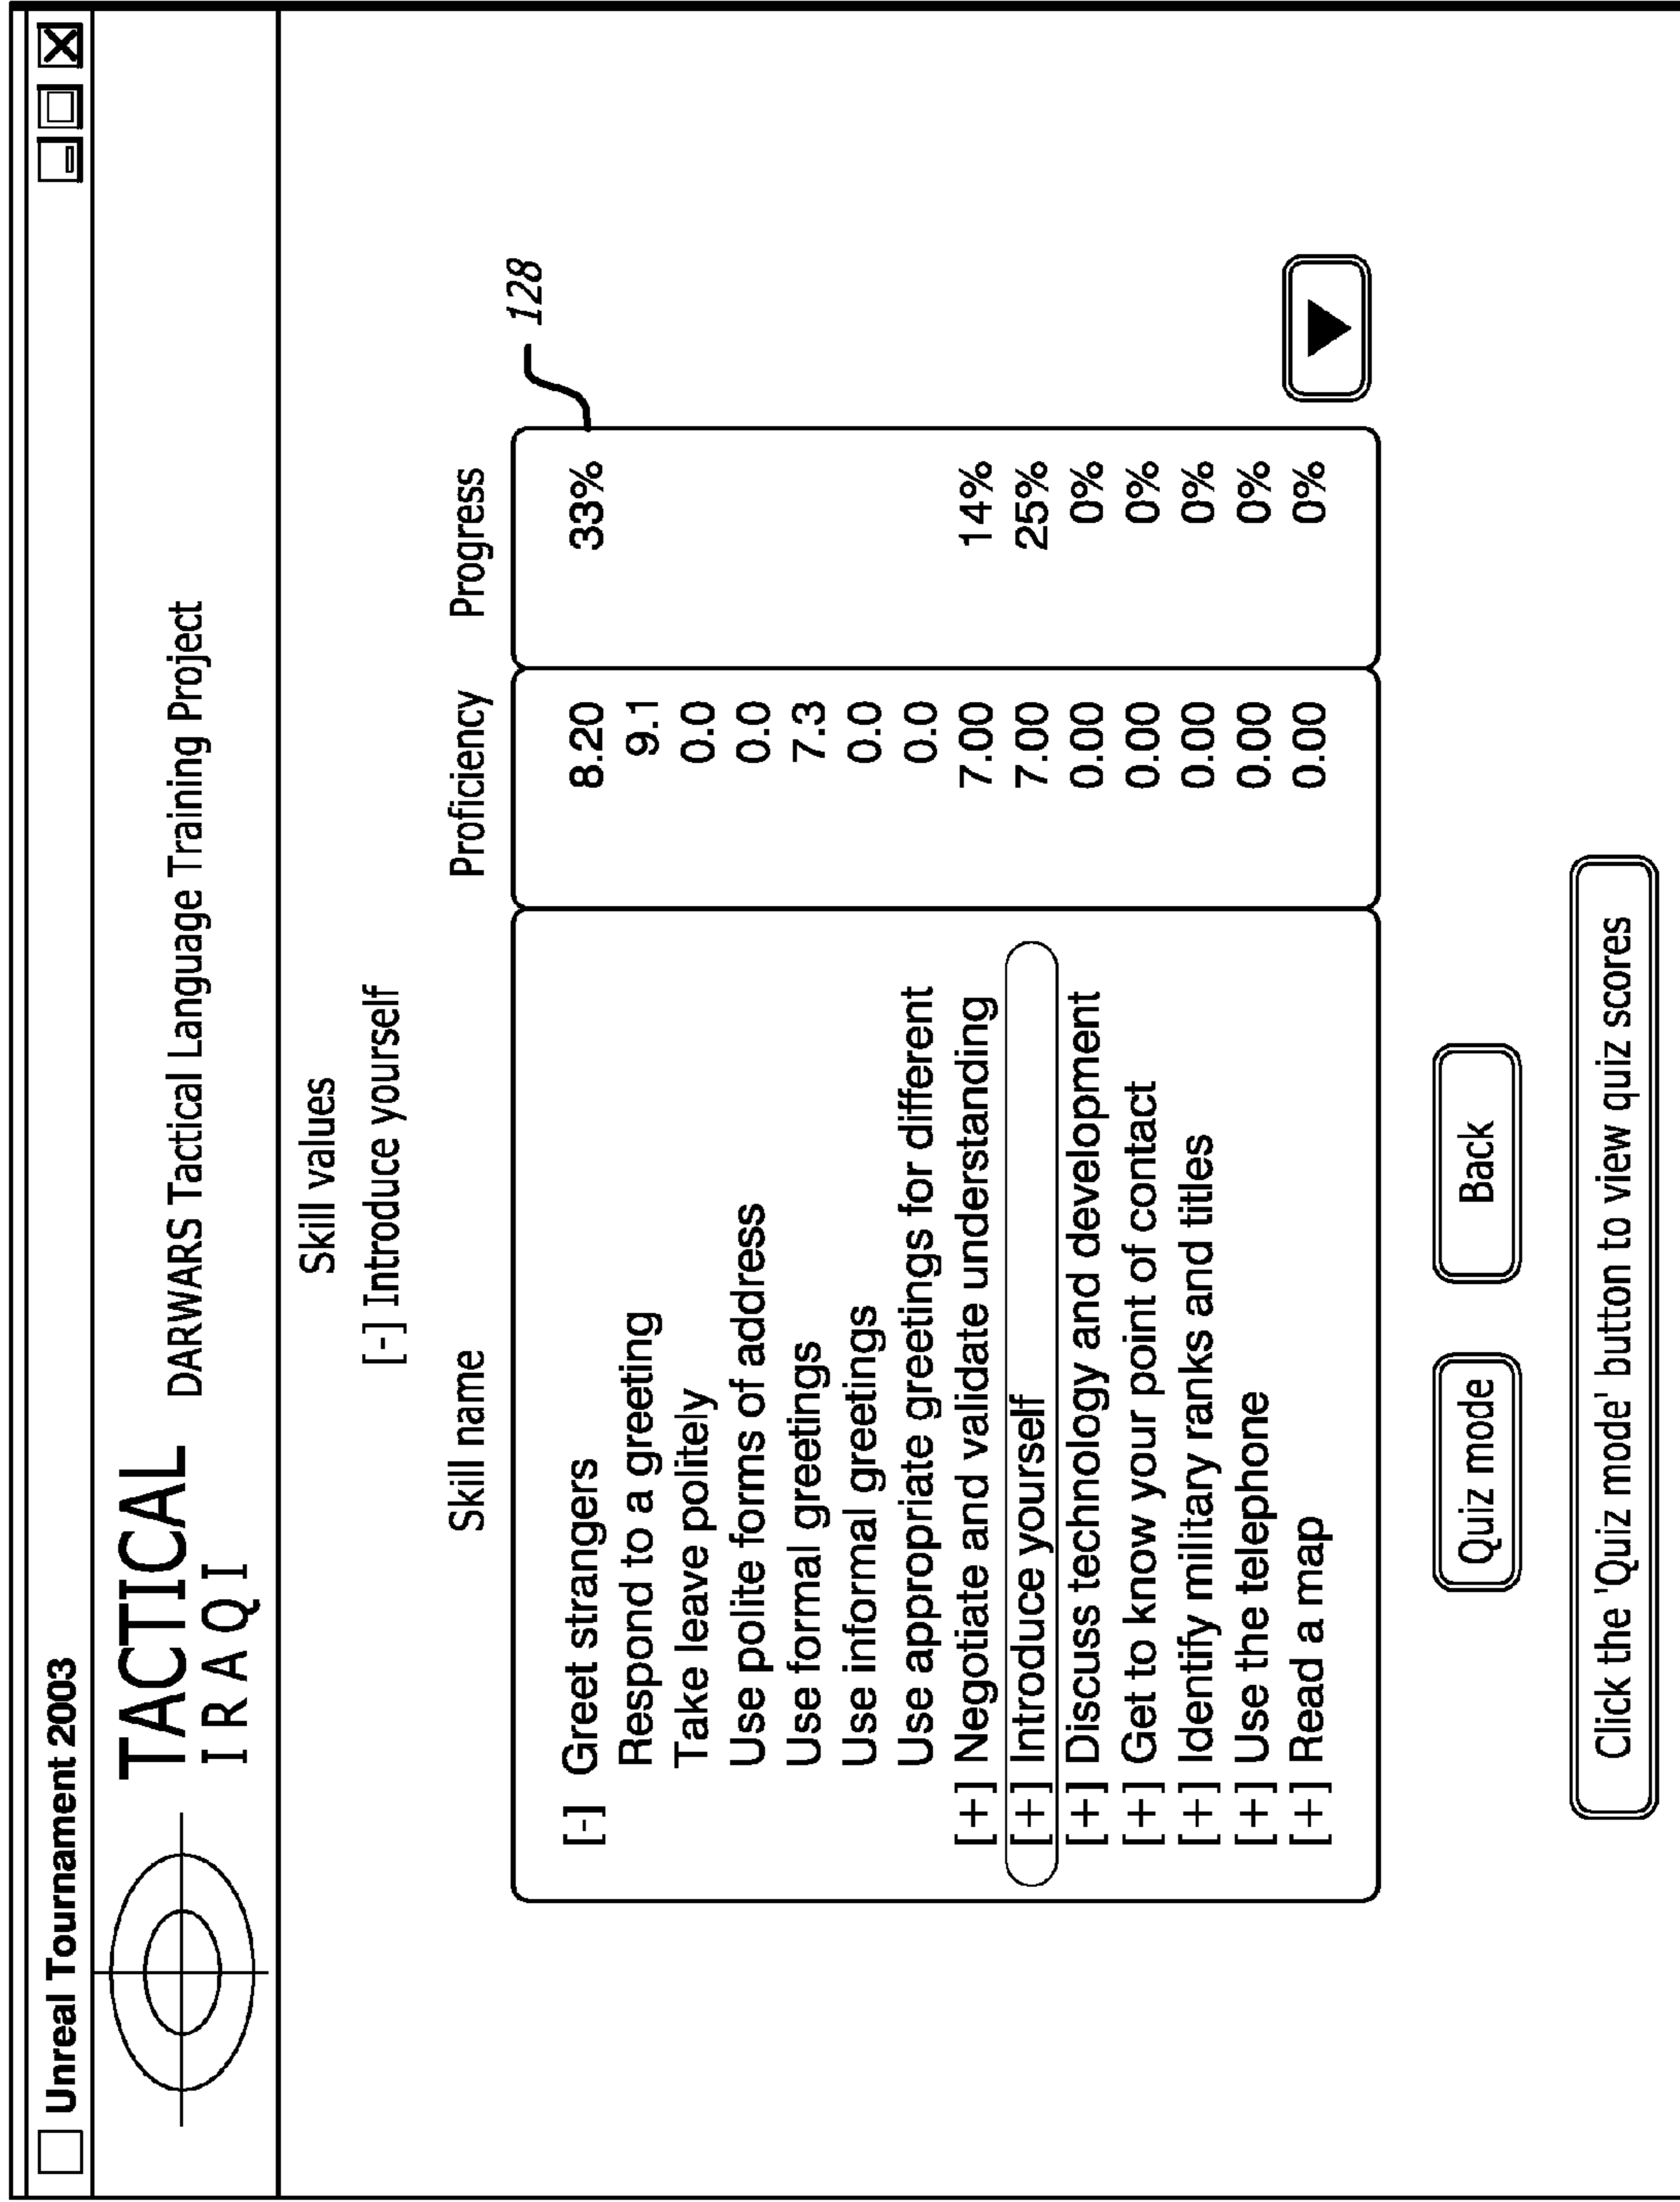 Unreal Tournament 2003
TACTICAL
IRAQI
DARWARS Tactical Language Training Project
Skill values
[-] Introduce yourself
Skill name Proficiency Progress
128
[-] Greet strangers 8.20 33%
Respond to a greeting 9.1
Take leave politely 0.0
Use polite forms of address 0.0
Use formal greetings 7.3
Use informal greetings 0.0
Use appropriate greetings for different 0.0
[+] Negotiate and validate understanding 7.00 14%
[+] Introduce yourself 7.00 25%
[+] Discuss technology and development 0.00 0%
[+] Get to know your point of contact 0.00 0%
[+] Identify military ranks and titles 0.00 0%
[+] Use the telephone 0.00 0%
[+] Read a map 0.00 0%
Quiz mode Back
Click the 'Quiz mode' button to view quiz scores